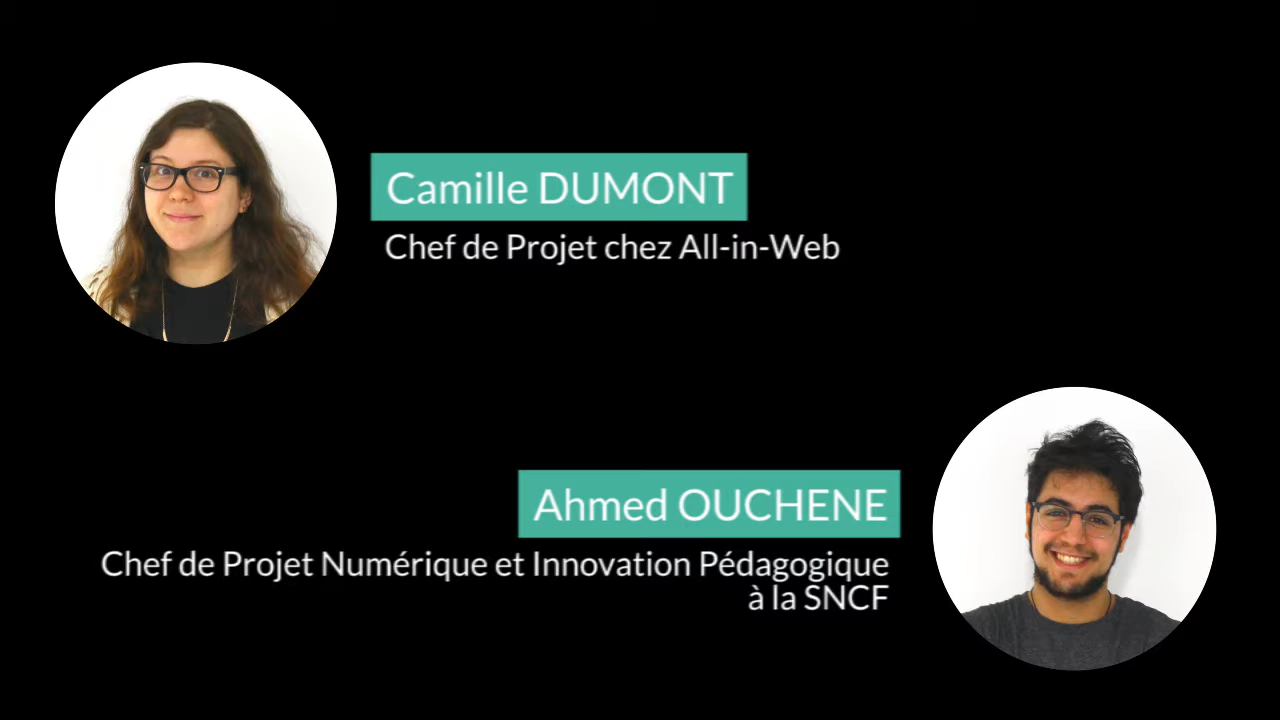 Camille DUMONT
Chef de Projet chez All-in-Web
Ahmed OUCHENE
Chef de Projet Numérique et Innovation Pédagogique
à la SNCF